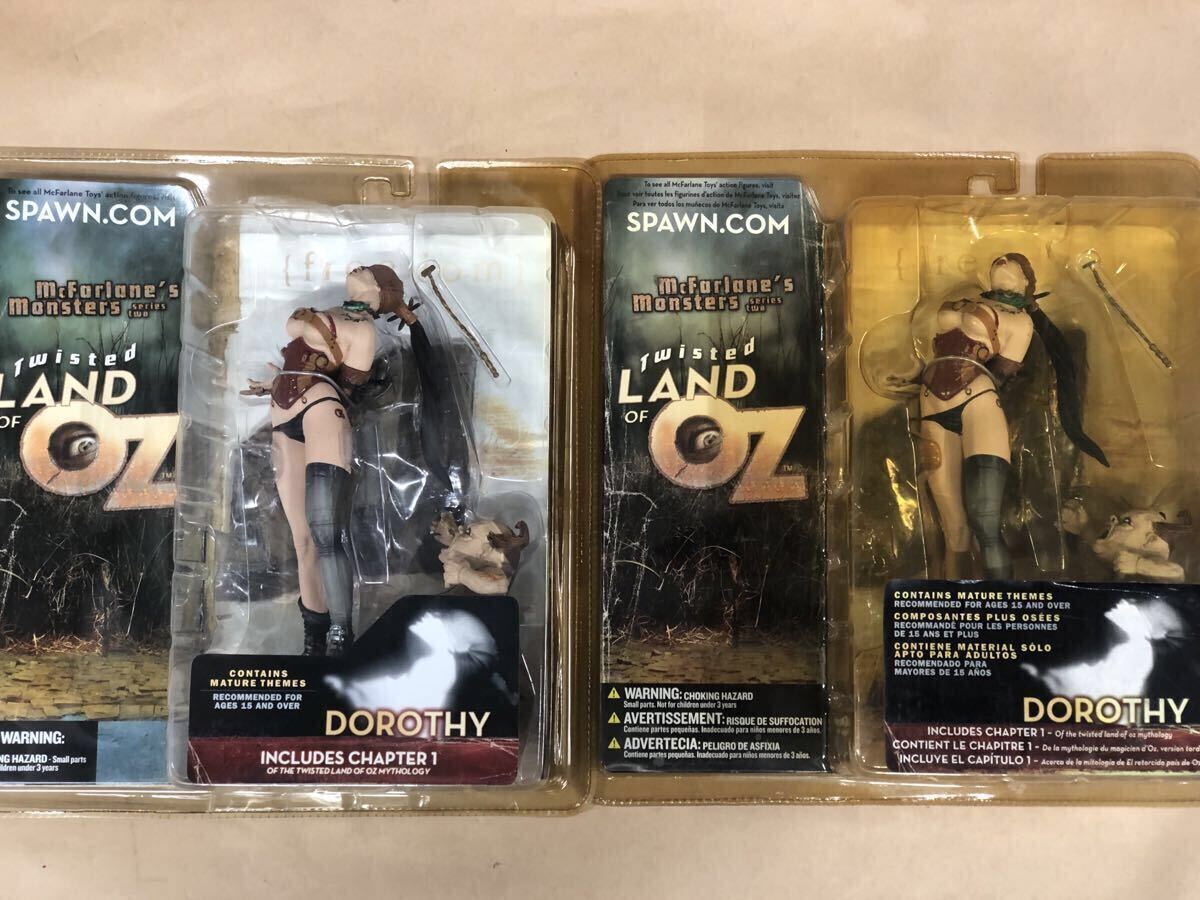 To see all McFarlane Toys' action figures, visit
SPAWN.COM
McFarlane's
Monsters series
two
Twisted
LAND
OF
OZ
WARNING:
NG HAZARD - Small parts
ildren under 3 years
{freedom}
CONTAINS
MATURE THEMES
RECOMMENDED FOR
AGES 15 AND OVER
DOROTHY
INCLUDES CHAPTER 1
OF THE TWISTED LAND OF OZ MYTHOLOGY
To see all McFarlane Toys' action figures, visit
Pour voir toutes les figurines d'action de McFarlane Toys, visitez
Para ver todos los muñecos de McFarlane Toys, visita
SPAWN.COM
McFarlane's
Monsters series
two
Twisted
LAND
OF
OZ™
WARNING: CHOKING HAZARD
Small parts. Not for children under 3 years
AVERTISSEMENT: RISQUE DE SUFFOCATION
Contiene partes pequeñas. Inadecuado para niños menores de 3 años.
ADVERTECIA: PELIGRO DE ASFIXIA
Contiene partes pequeñas. Inadecuado para niños menores de 3 años.
{fre
CONTAINS MATURE THEMES
RECOMMENDED FOR AGES 15 AND OVER
COMPOSANTES PLUS OSÉES
RECOMMANDÉ POUR LES PERSONNES
DE 15 ANS ET PLUS
CONTIENE MATERIAL SÓLO
APTO PARA ADULTOS
RECOMENDADO PARA
MAYORES DE 15 AÑOS
DOROTHY
INCLUDES CHAPTER 1 - Of the twisted land of oz mythology
CONTIENT LE CHAPITRE 1 - De la mythologie du magicien d'Oz, version tord
INCLUYE EL CAPÍTULO 1 - Acerca de la mitología de El retorcido país de Oz